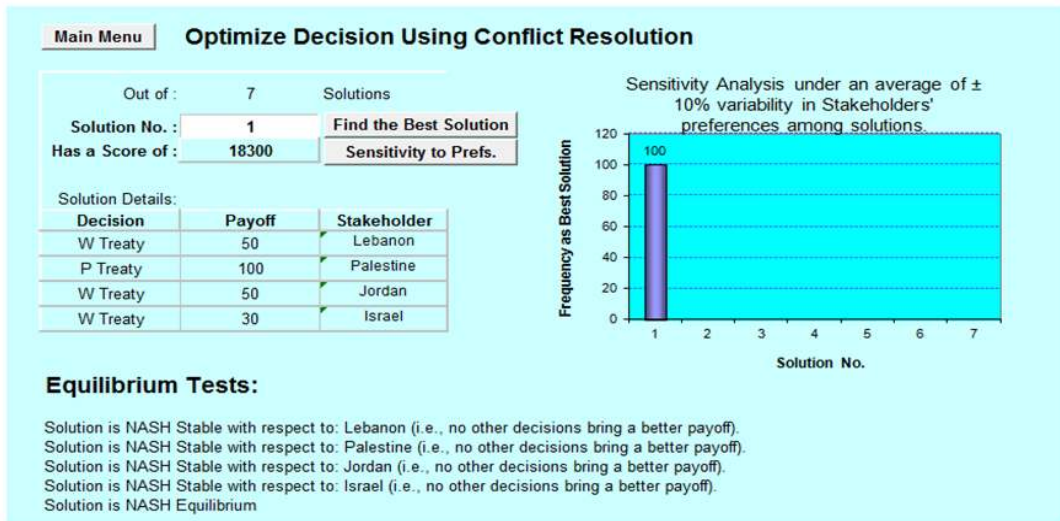 Main Menu
Optimize Decision Using Conflict Resolution
Out of : 7 Solutions
Solution No. : 1 Find the Best Solution
Has a Score of : 18300 Sensitivity to Prefs.
Solution Details:
Decision Payoff Stakeholder
W Treaty 50 Lebanon
P Treaty 100 Palestine
W Treaty 50 Jordan
W Treaty 30 Israel
Sensitivity Analysis under an average of ±
10% variability in Stakeholders'
preferences among solutions.
Frequency as Best Solution
120
100
80
60
40
20
0
100
1 2 3 4 5 6 7
Solution No.
Equilibrium Tests:
Solution is NASH Stable with respect to: Lebanon (i.e., no other decisions bring a better payoff).
Solution is NASH Stable with respect to: Palestine (i.e., no other decisions bring a better payoff).
Solution is NASH Stable with respect to: Jordan (i.e., no other decisions bring a better payoff).
Solution is NASH Stable with respect to: Israel (i.e., no other decisions bring a better payoff).
Solution is NASH Equilibrium